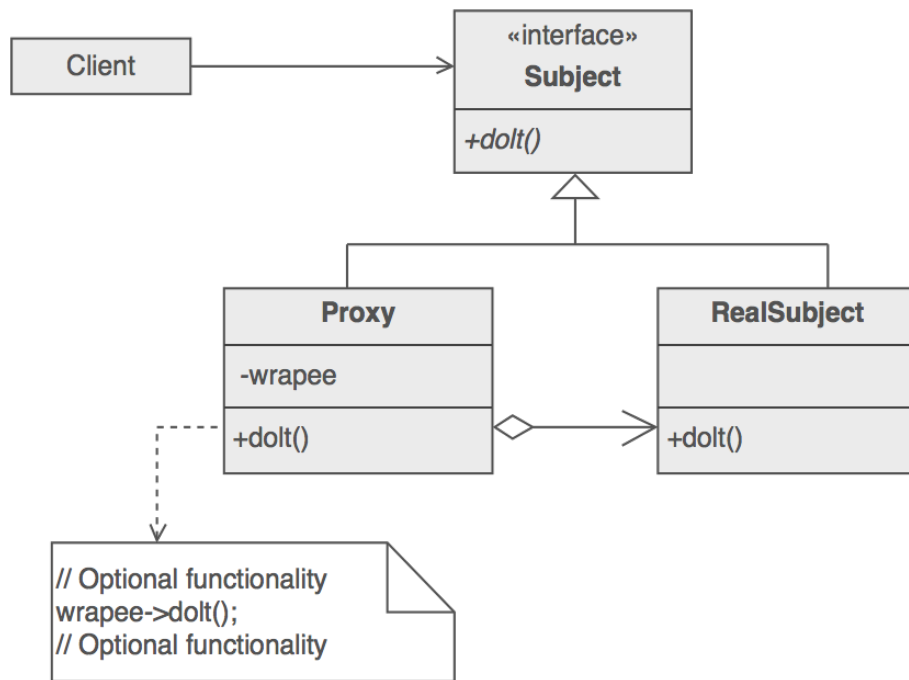 Client
«interface»
Subject
+doIt()
Proxy
-wrapee
+doIt()
RealSubject
+doIt()
// Optional functionality
wrapee->doIt();
// Optional functionality